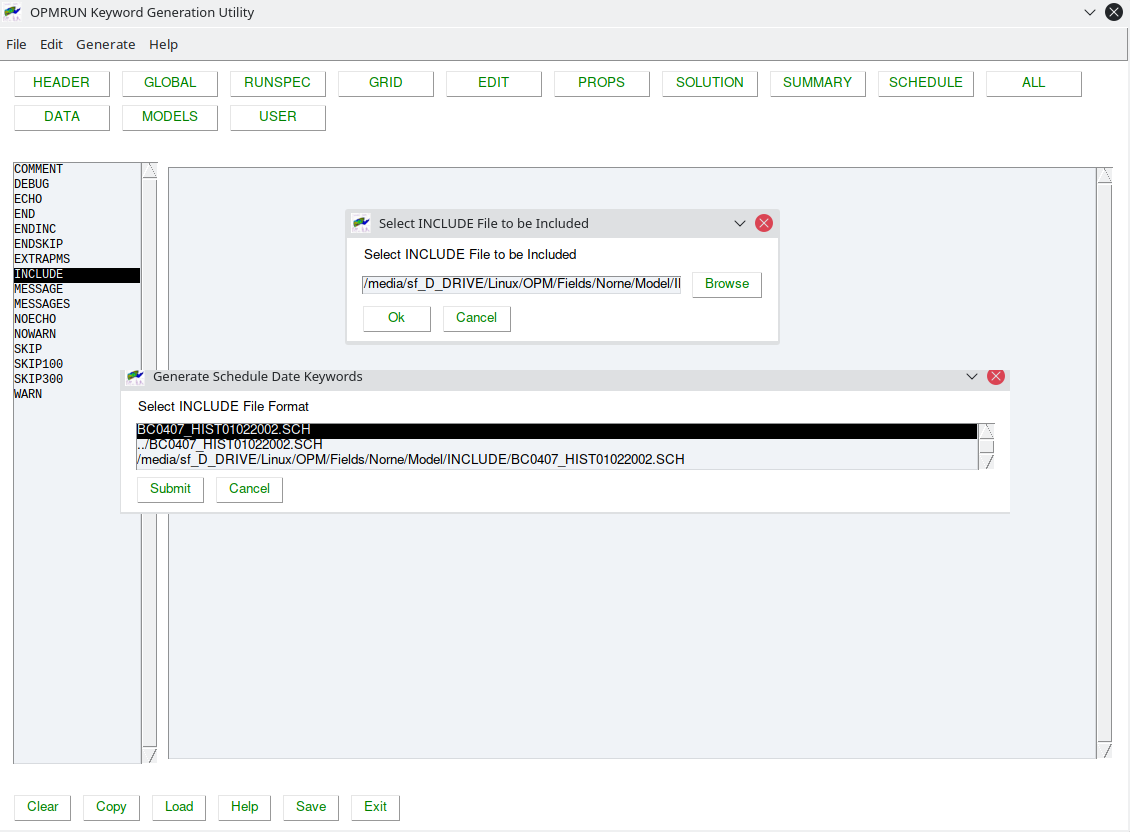 OPMRUN Keyword Generation Utility
File Edit Generate Help
HEADER GLOBAL RUNSPEC GRID EDIT PROPS SOLUTION SUMMARY SCHEDULE ALL
DATA MODELS USER
COMMENT
DEBUG
ECHO
END
ENDINC
ENDSKIP
EXTRAPMS
INCLUDE
MESSAGE
MESSAGES
NOECHO
NOWARN
SKIP
SKIP100
SKIP300
WARN
Select INCLUDE File to be Included
Select INCLUDE File to be Included
/media/sf_D_DRIVE/Linux/OPM/Fields/Norne/Model/I
Browse
Ok Cancel
Generate Schedule Date Keywords
Select INCLUDE File Format
BC0407_HIST01022002.SCH
../BC0407_HIST01022002.SCH
/media/sf_D_DRIVE/Linux/OPM/Fields/Norne/Model/INCLUDE/BC0407_HIST01022002.SCH
Submit Cancel
Clear Copy Load Help Save Exit